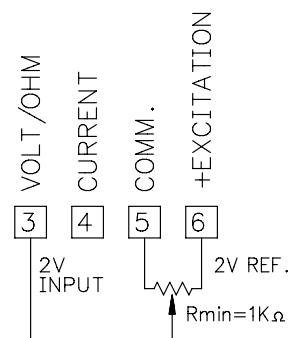 VOLT/OHM
CURRENT
COMM.
+EXCITATION
3
4
5
6
2V
INPUT
2V REF.
Rmin=1KΩ